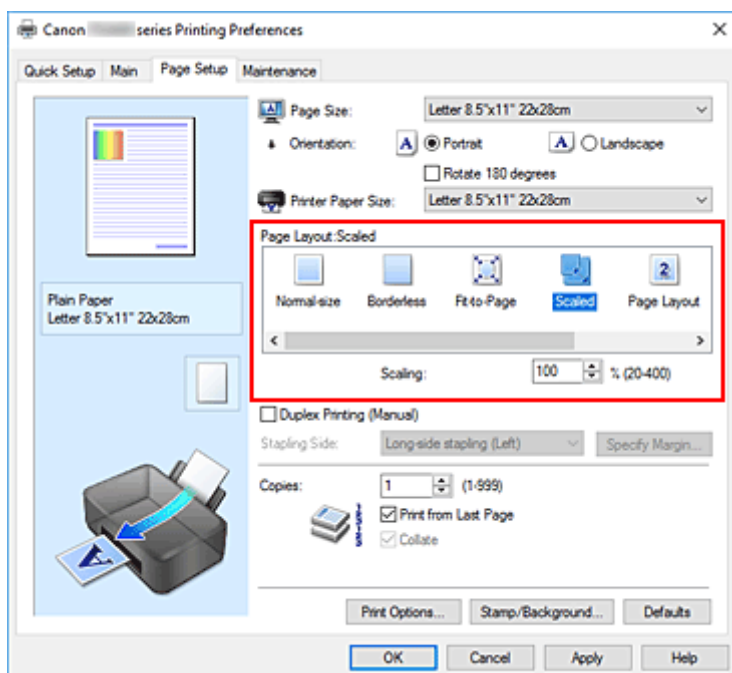 Canon series Printing Preferences
Quick Setup Main Page Setup Maintenance
Page Size: Letter 8.5"x11" 22x28cm
Orientation: A Portrait A Landscape
Rotate 180 degrees
Printer Paper Size: Letter 8.5"x11" 22x28cm
Page Layout:Scaled
Normal-size Borderless Fit-to-Page Scaled 2 Page Layout
Plain Paper
Letter 8.5"x11" 22x28cm
Scaling: 100 % (20-400)
Duplex Printing (Manual)
Stapling Side: Long-side stapling (Left) Specify Margin...
Copies: 1 (1-999)
Print from Last Page
Collate
A
Print Options... Stamp/Background... Defaults
OK Cancel Apply Help